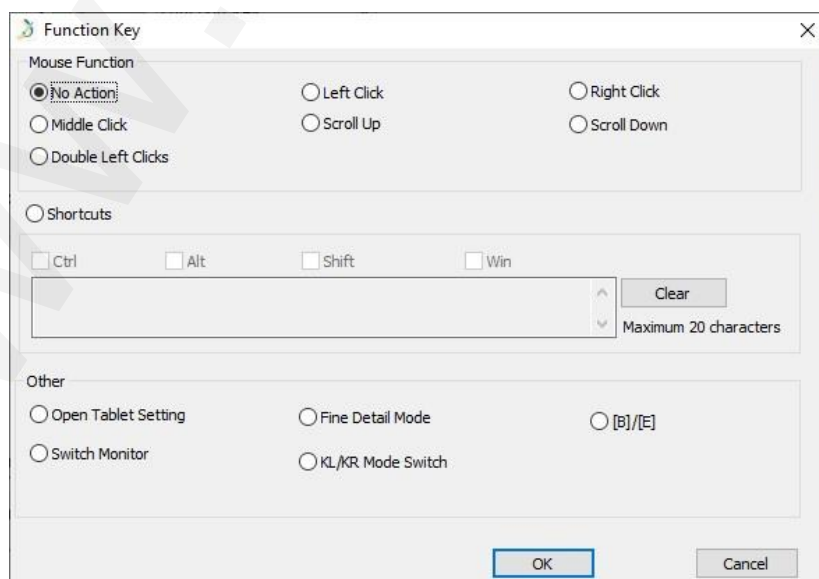 Function Key
Mouse Function
No Action Left Click Right Click
Middle Click Scroll Up Scroll Down
Double Left Clicks
Shortcuts
Ctrl Alt Shift Win
Clear
Maximum 20 characters
Other
Open Tablet Setting Fine Detail Mode [B]/[E]
Switch Monitor KL/KR Mode Switch
OK Cancel